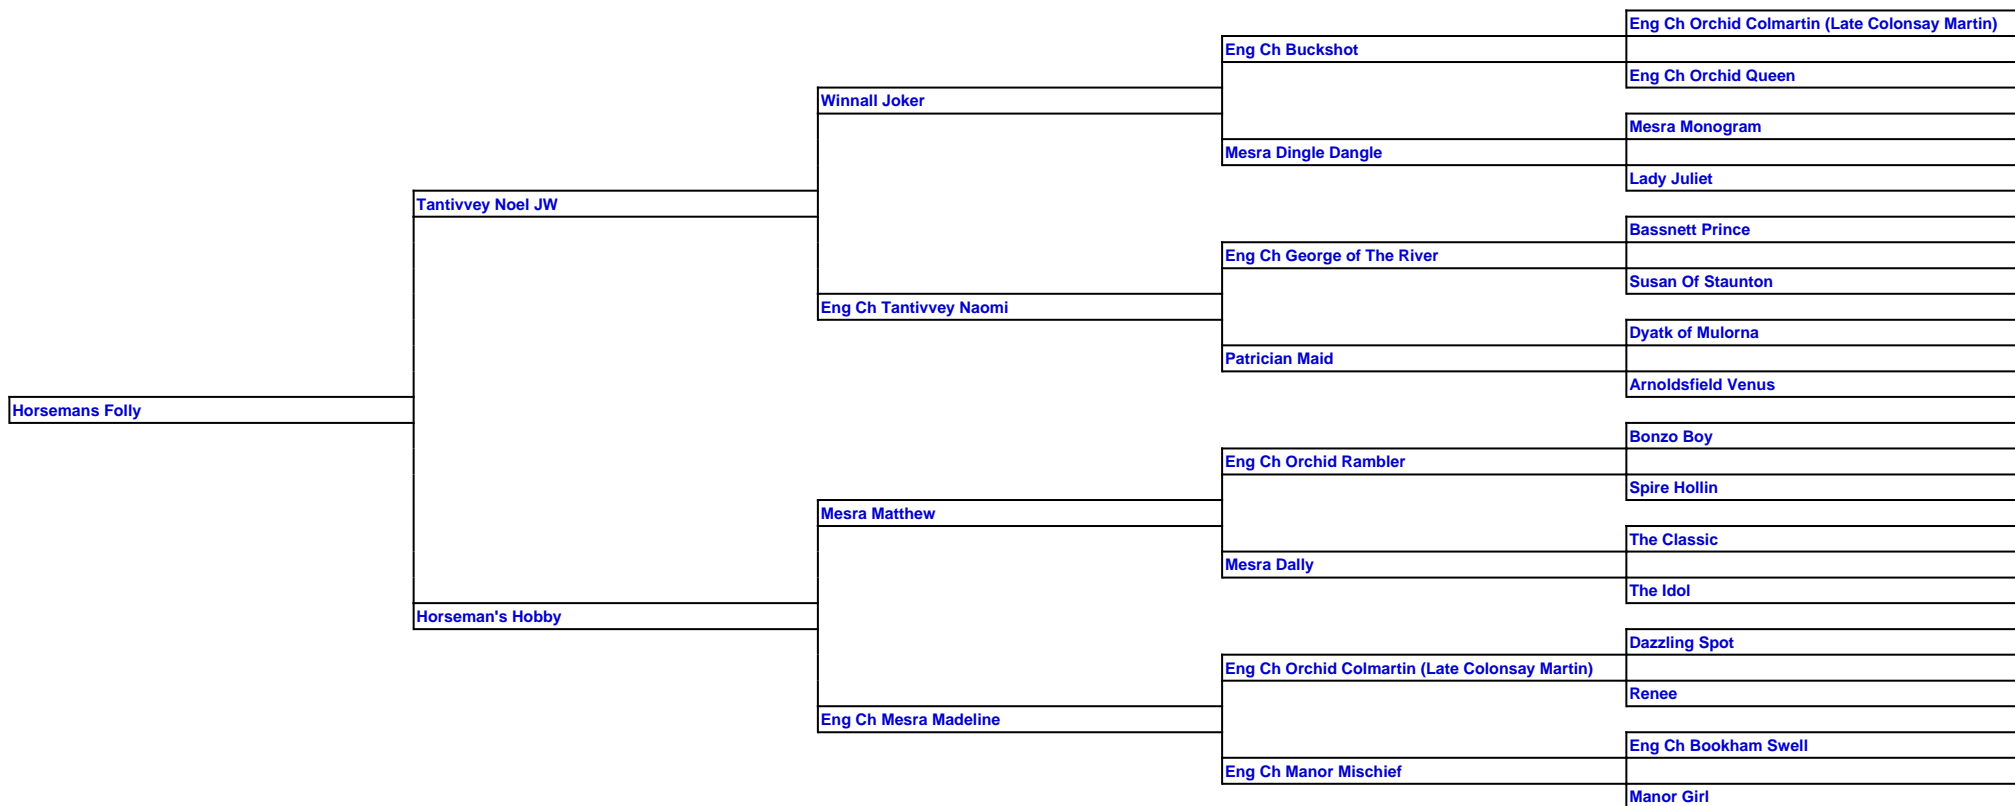 Eng Ch Orchid Colmartin (Late Colonsay Martin)
Eng Ch Buckshot
Eng Ch Orchid Queen
Winnall Joker
Mesra Monogram
Mesra Dingle Dangle
Lady Juliet
Tantivvey Noel JW
Bassnett Prince
Eng Ch George of The River
Susan Of Staunton
Eng Ch Tantivvey Naomi
Dyatk of Mulorna
Patrician Maid
Arnoldsfield Venus
Horsemans Folly
Bonzo Boy
Eng Ch Orchid Rambler
Spire Hollin
Mesra Matthew
The Classic
Mesra Dally
The Idol
Horseman's Hobby
Dazzling Spot
Eng Ch Orchid Colmartin (Late Colonsay Martin)
Renee
Eng Ch Mesra Madeline
Eng Ch Bookham Swell
Eng Ch Manor Mischief
Manor Girl